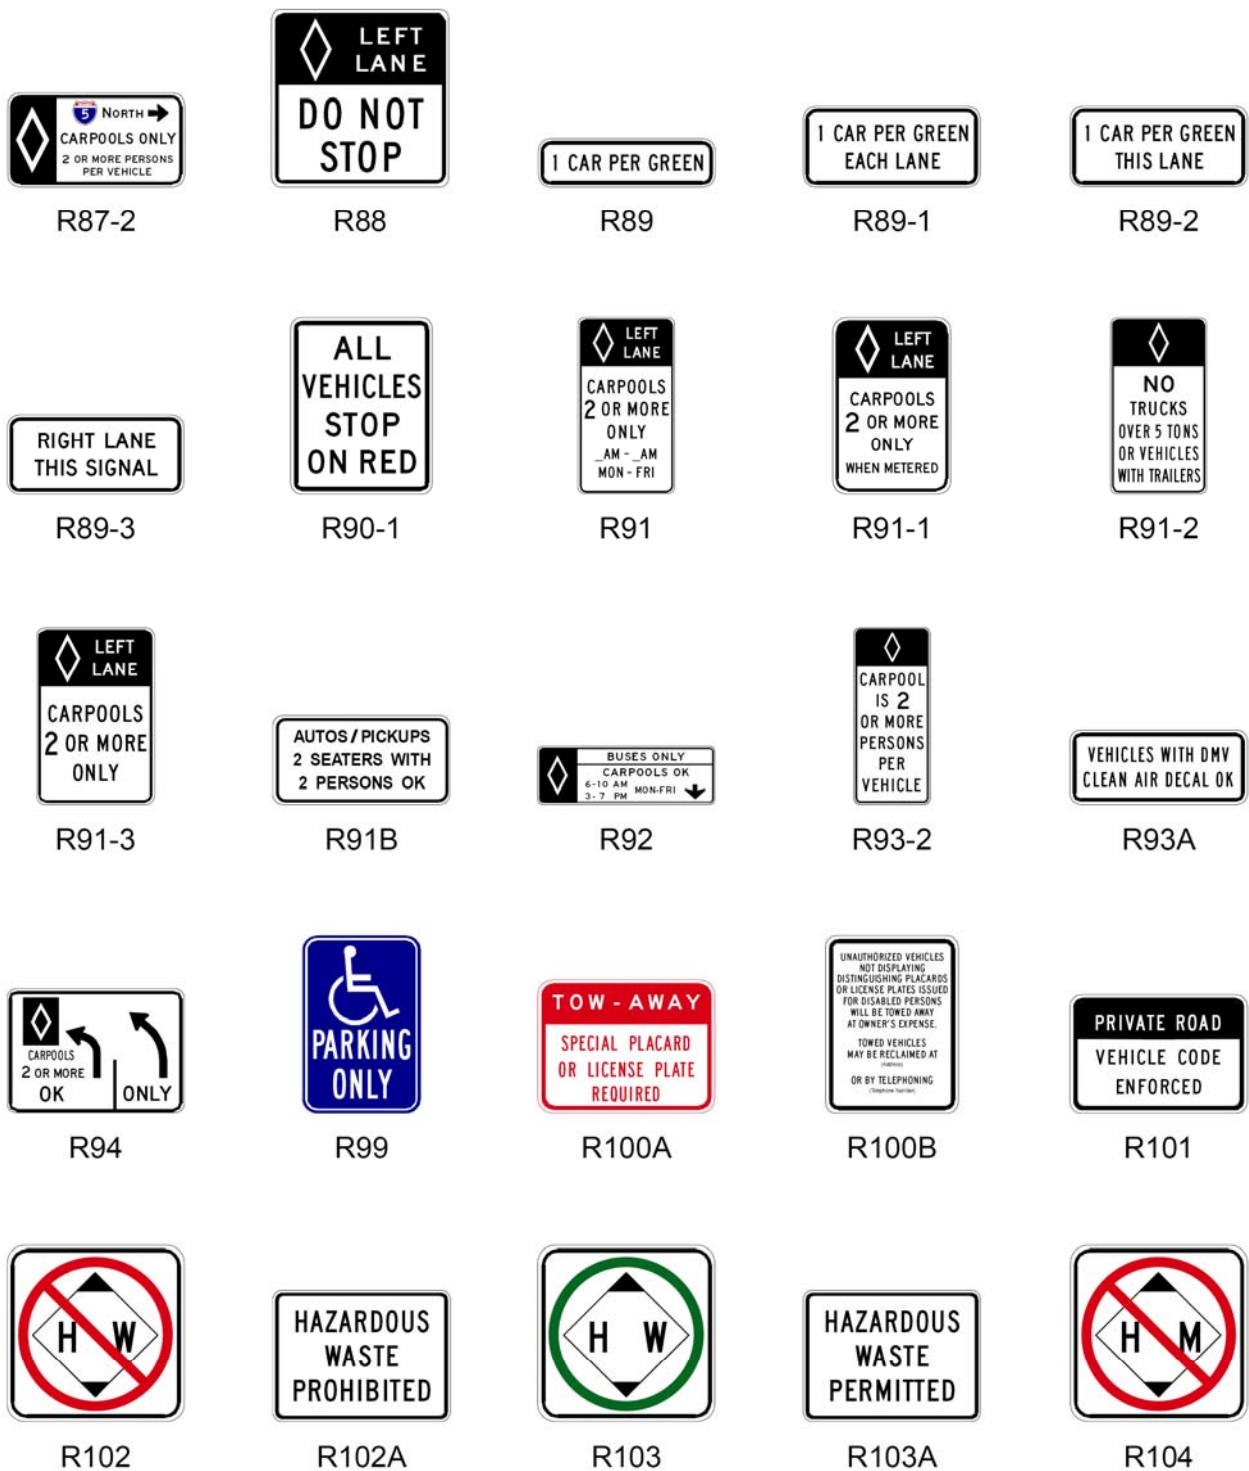 5 NORTH
CARPOOLS ONLY
2 OR MORE PERSONS
PER VEHICLE
R87-2
LEFT
LANE
DO NOT
STOP
R88
1 CAR PER GREEN
R89
1 CAR PER GREEN
EACH LANE
R89-1
1 CAR PER GREEN
THIS LANE
R89-2
RIGHT LANE
THIS SIGNAL
R89-3
ALL
VEHICLES
STOP
ON RED
R90-1
LEFT
LANE
CARPOOLS
2 OR MORE
ONLY
_AM - _AM
MON - FRI
R91
LEFT
LANE
CARPOOLS
2 OR MORE
ONLY
WHEN METERED
R91-1
NO
TRUCKS
OVER 5 TONS
OR VEHICLES
WITH TRAILERS
R91-2
LEFT
LANE
CARPOOLS
2 OR MORE
ONLY
R91-3
AUTOS / PICKUPS
2 SEATERS WITH
2 PERSONS OK
R91B
BUSES ONLY
CARPOOLS OK
6-10 AM
3-7 PM
MON-FRI
R92
CARPOOL
IS 2
OR MORE
PERSONS
PER
VEHICLE
R93-2
VEHICLES WITH DMV
CLEAN AIR DECAL OK
R93A
CARPOOLS
2 OR MORE
OK
ONLY
R94
PARKING
ONLY
R99
TOW - AWAY
SPECIAL PLACARD
OR LICENSE PLATE
REQUIRED
R100A
UNAUTHORIZED VEHICLES
NOT DISPLAYING
DISTINGUISHING PLACARDS
OR LICENSE PLATES ISSUED
FOR DISABLED PERSONS
WILL BE TOWED AWAY
AT OWNER'S EXPENSE.
TOWED VEHICLES
MAY BE RECLAIMED AT
(Address)
OR BY TELEPHONING
(Telephone Number)
R100B
PRIVATE ROAD
VEHICLE CODE
ENFORCED
R101
H W
R102
HAZARDOUS
WASTE
PROHIBITED
R102A
H W
R103
HAZARDOUS
WASTE
PERMITTED
R103A
H M
R104